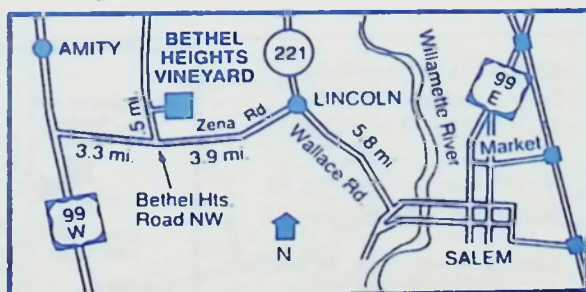 AMITY
BETHEL
HEIGHTS
VINEYARD
221
.5 mi.
Zena Rd
LINCOLN
Willamette River
99
E
3.3 mi.
3.9 mi.
5.8 mi.
Wallace Rd.
Market
Bethel Hts.
Road NW
99
W
N
SALEM